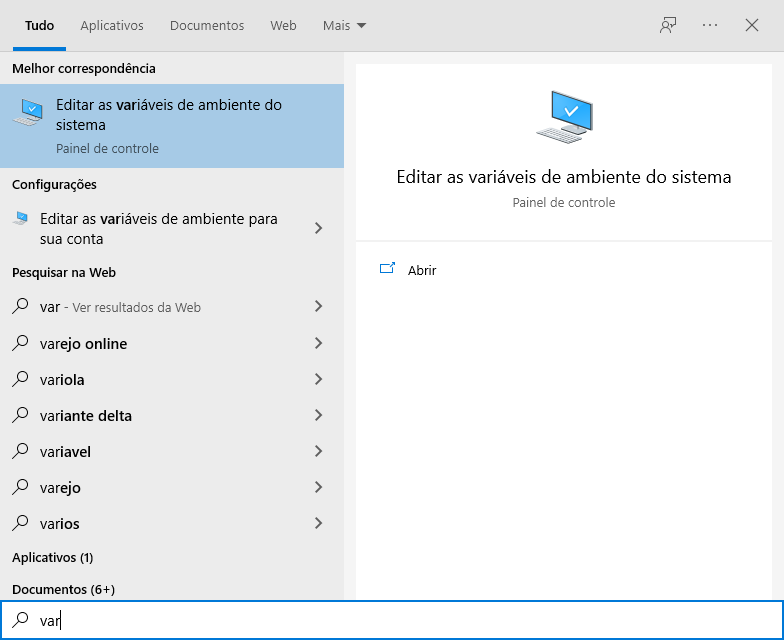 Tudo Aplicativos Documentos Web Mais
Melhor correspondência
Editar as variáveis de ambiente do
sistema
Painel de controle
Configurações
Editar as variáveis de ambiente para
sua conta
Pesquisar na Web
var - Ver resultados da Web
varejo online
variola
variante delta
variavel
varejo
varios
Aplicativos (1)
Documentos (6+)
var
Editar as variáveis de ambiente do sistema
Painel de controle
Abrir